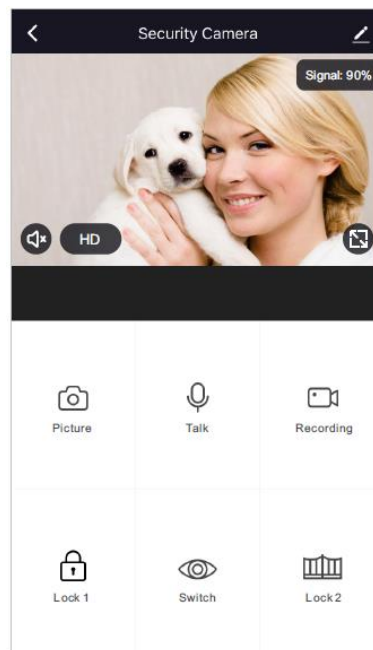 Security Camera
Signal: 90%
HD
Picture
Talk
Recording
Lock 1
Switch
Lock2